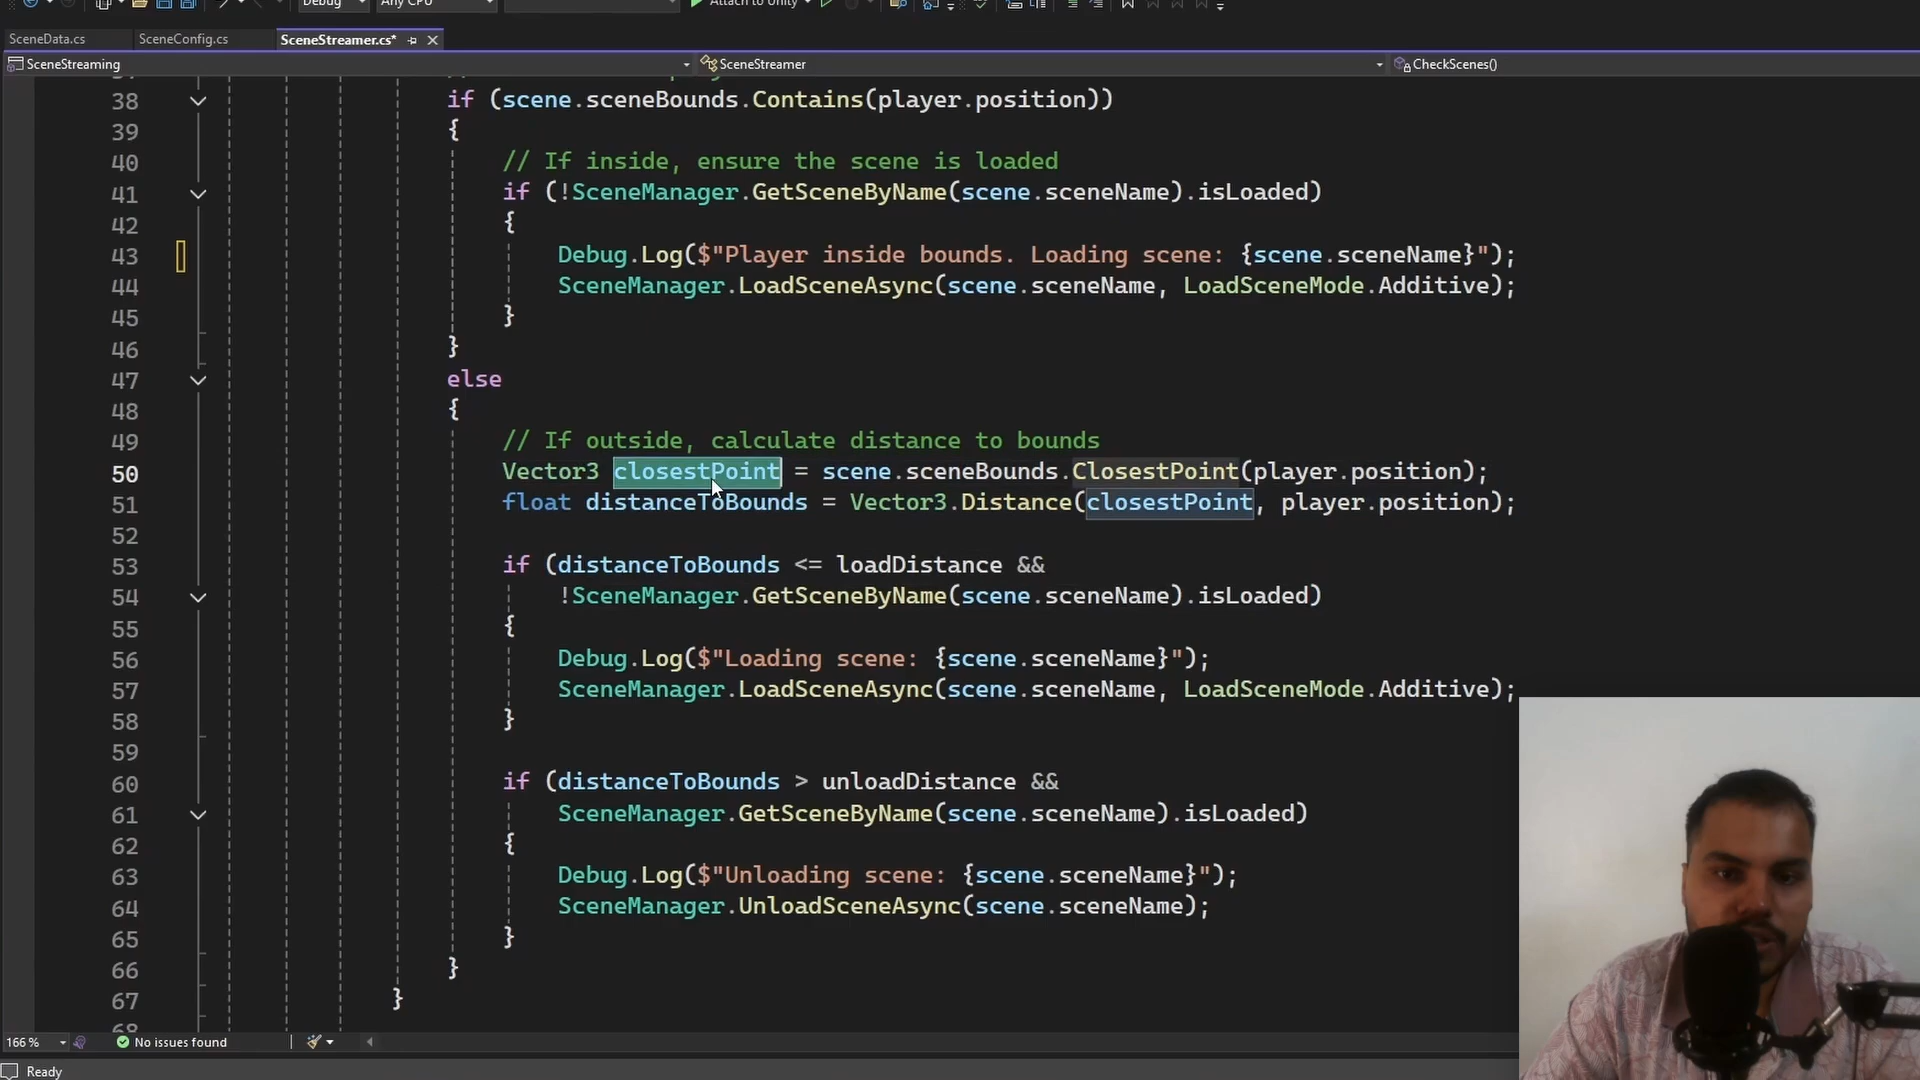 Debug
Any CPU
Attach to Unity
SceneData.cs
SceneConfig.cs
SceneStreamer.cs*
SceneStreaming
SceneStreamer
CheckScenes()
38 if (scene.sceneBounds.Contains(player.position))
39 {
40 // If inside, ensure the scene is loaded
41 if (!SceneManager.GetSceneByName(scene.sceneName).isLoaded)
42 {
43 Debug.Log($"Player inside bounds. Loading scene: {scene.sceneName}");
44 SceneManager.LoadSceneAsync(scene.sceneName, LoadSceneMode.Additive);
45 }
46 }
47 else
48 {
49 // If outside, calculate distance to bounds
50 Vector3 closestPoint = scene.sceneBounds.ClosestPoint(player.position);
51 float distanceToBounds = Vector3.Distance(closestPoint, player.position);
52
53 if (distanceToBounds <= loadDistance &&
54 !SceneManager.GetSceneByName(scene.sceneName).isLoaded)
55 {
56 Debug.Log($"Loading scene: {scene.sceneName}");
57 SceneManager.LoadSceneAsync(scene.sceneName, LoadSceneMode.Additive);
58 }
59
60 if (distanceToBounds > unloadDistance &&
61 SceneManager.GetSceneByName(scene.sceneName).isLoaded)
62 {
63 Debug.Log($"Unloading scene: {scene.sceneName}");
64 SceneManager.UnloadSceneAsync(scene.sceneName);
65 }
66 }
67 }
68
166 %
No issues found
Ready